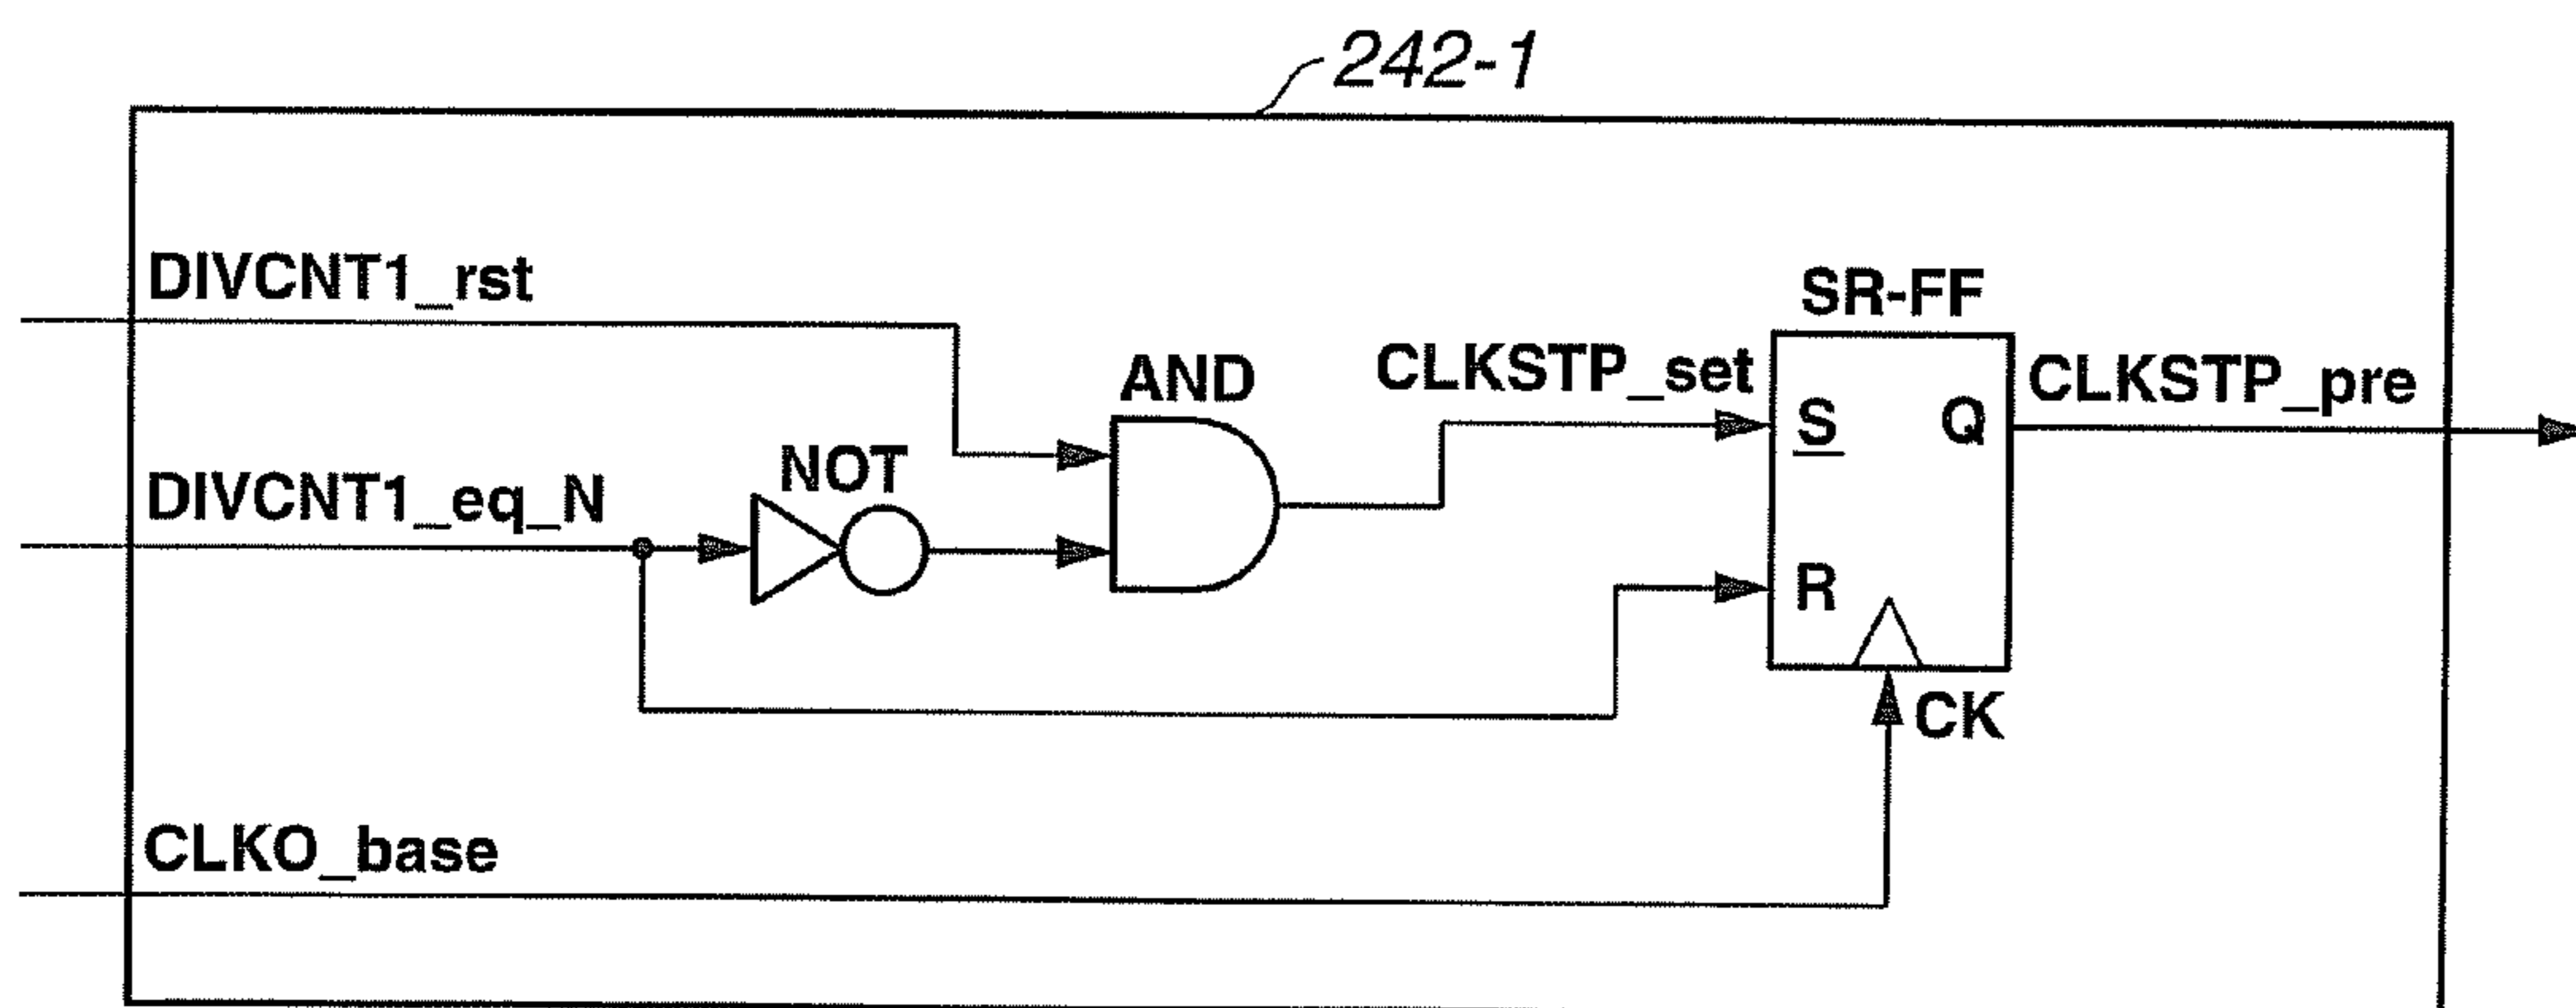 242-1
DIVCNT1_rst
SR-FF
AND
CLKSTP_set
CLKSTP_pre
S
Q
NOT
DIVCNT1_eq_N
R
CK
CLKO_base